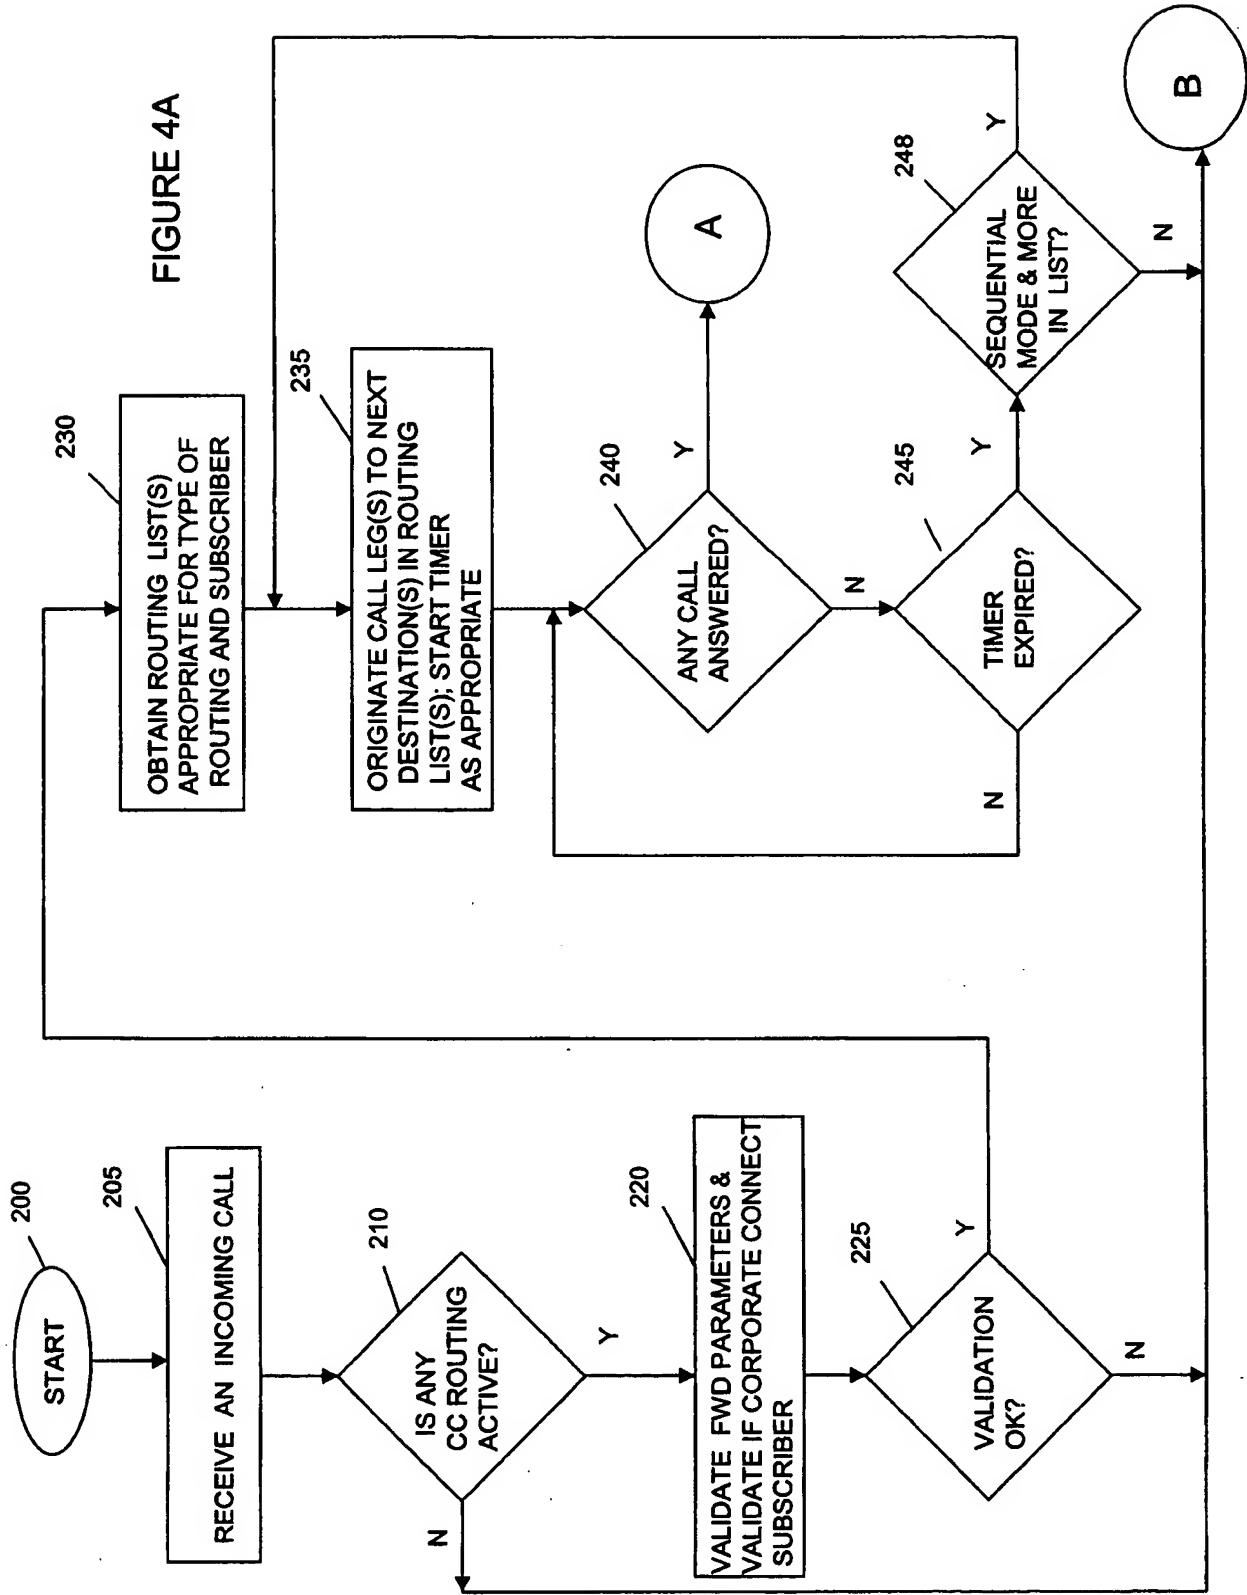 FIGURE 4A
200
START
205
RECEIVE AN INCOMING CALL
210
IS ANY
CC ROUTING
ACTIVE?
N
Y
220
VALIDATE FWD PARAMETERS &
VALIDATE IF CORPORATE CONNECT
SUBSCRIBER
225
VALIDATION
OK?
Y
N
230
OBTAIN ROUTING LIST(S)
APPROPRIATE FOR TYPE OF
ROUTING AND SUBSCRIBER
235
ORIGINATE CALL LEG(S) TO NEXT
DESTINATION(S) IN ROUTING
LIST(S); START TIMER
AS APPROPRIATE
240
ANY CALL
ANSWERED?
Y
A
N
245
TIMER
EXPIRED?
N
Y
248
SEQUENTIAL
MODE & MORE
IN LIST?
Y
N
B